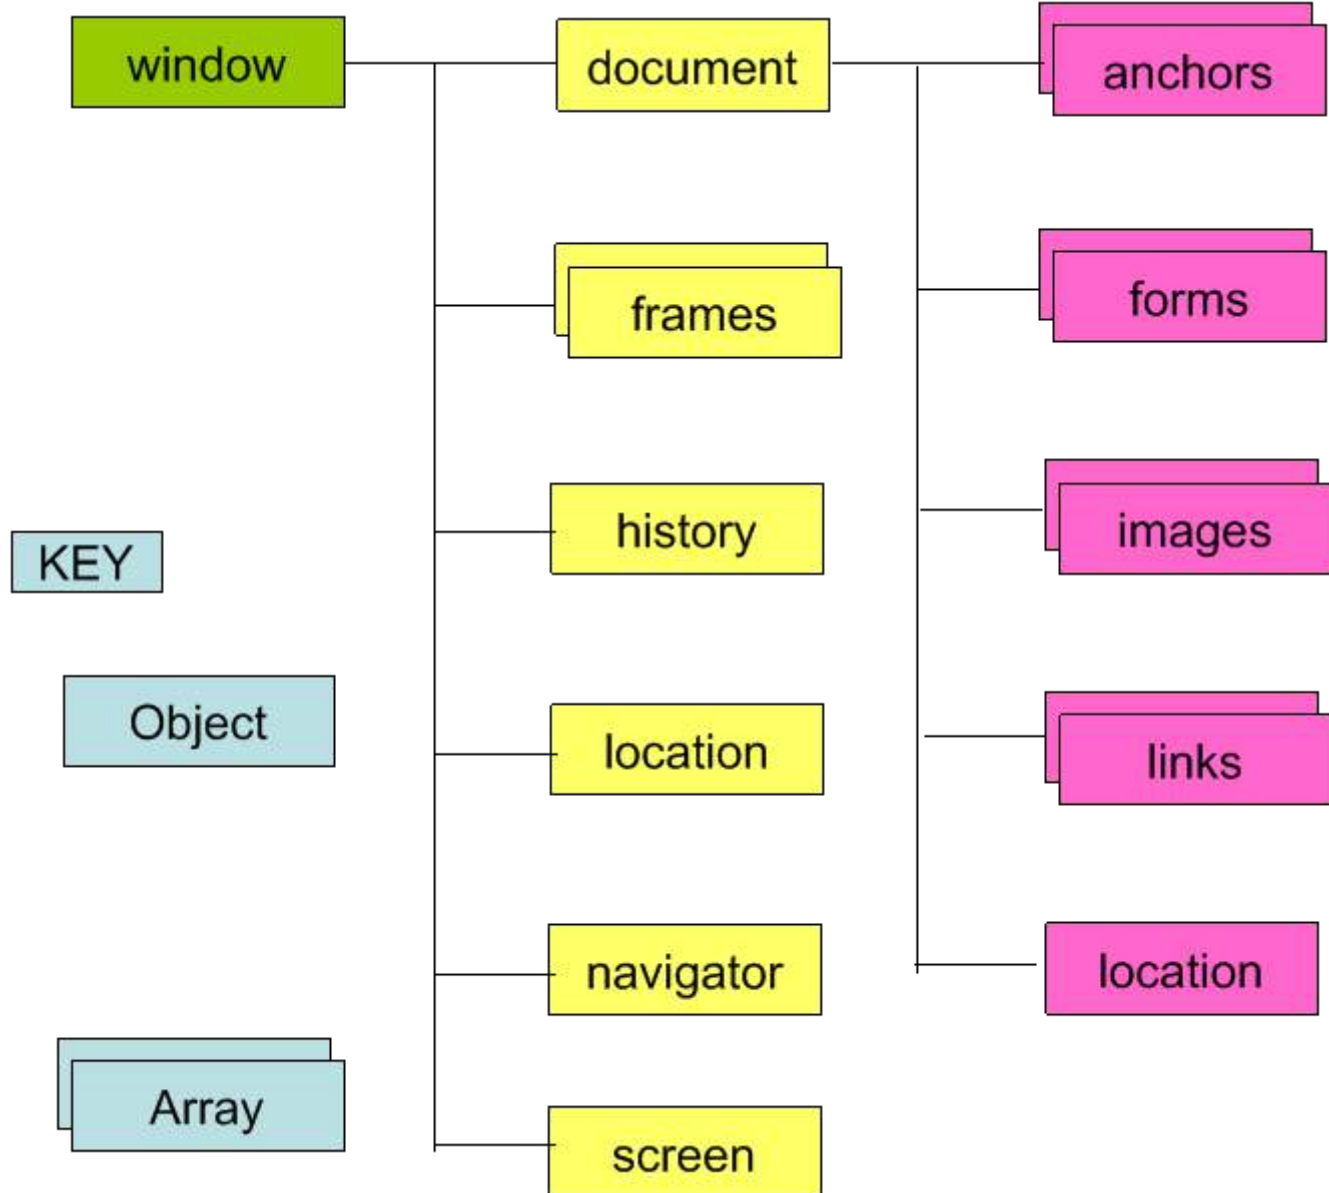 window
document
anchors
frames
forms
history
images
KEY
Object
location
links
navigator
location
Array
screen